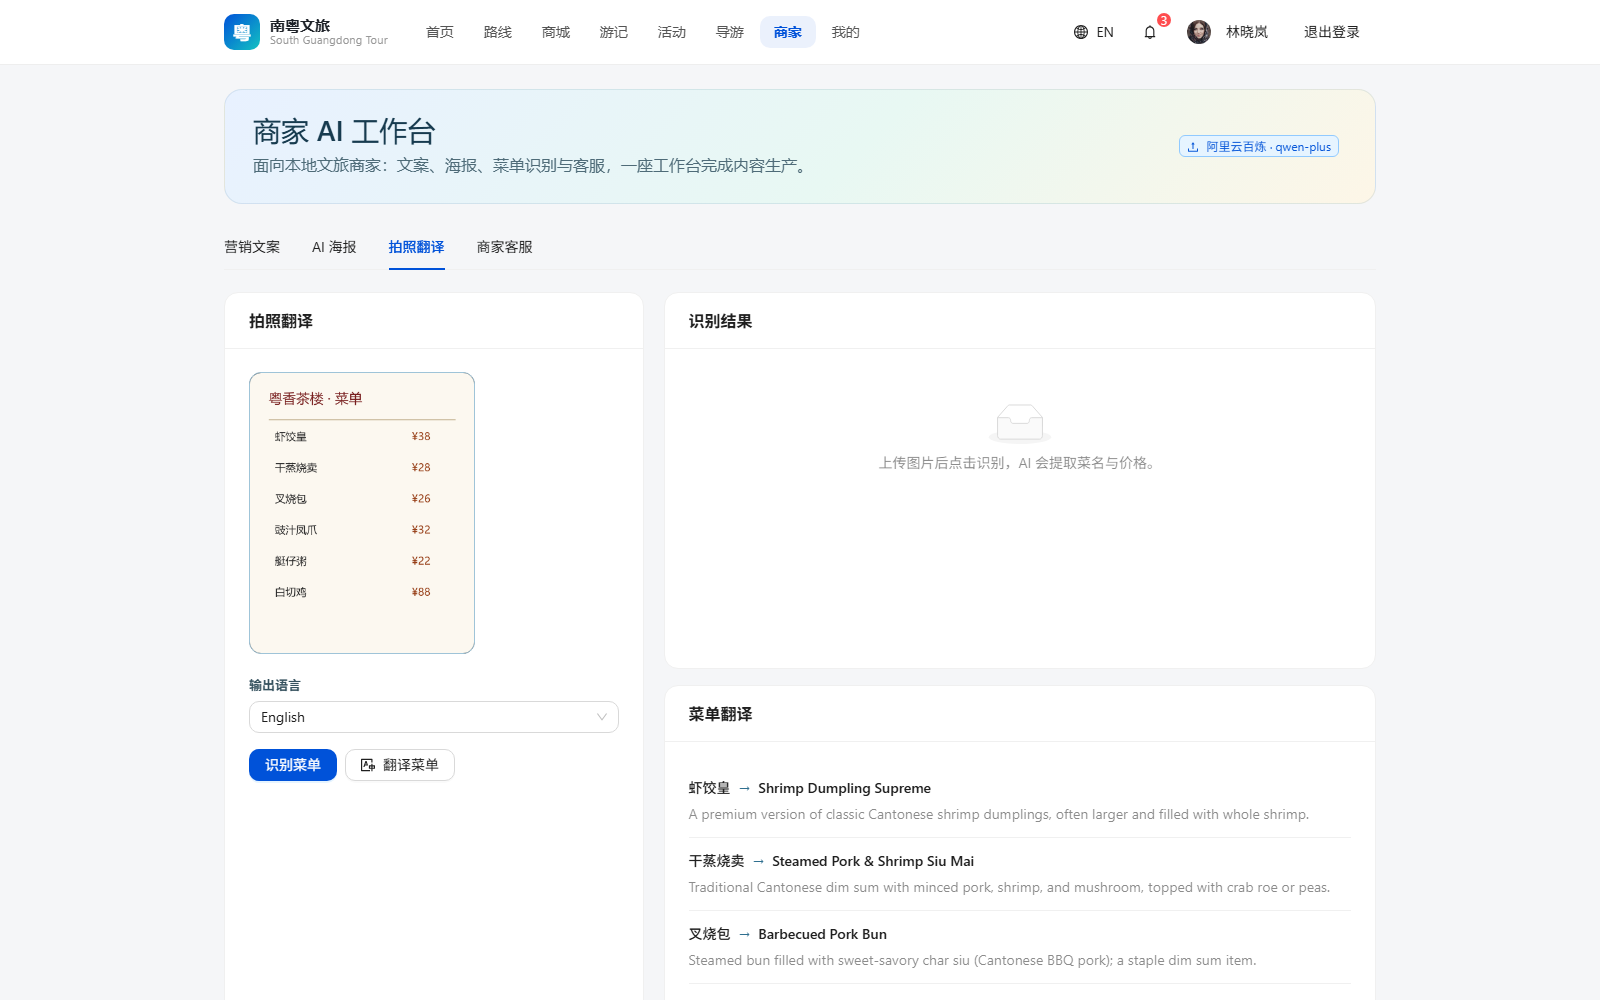 粤
南粤文旅
South Guangdong Tour
首页
路线
商城
游记
活动
导游
商家
我的
EN
3
林晓岚
退出登录
商家 AI 工作台
面向本地文旅商家：文案、海报、菜单识别与客服，一座工作台完成内容生产。
阿里云百炼 · qwen-plus
营销文案
AI 海报
拍照翻译
商家客服
拍照翻译
粤香茶楼 · 菜单
虾饺皇 ¥38
干蒸烧卖 ¥28
叉烧包 ¥26
豉汁凤爪 ¥32
艇仔粥 ¥22
白切鸡 ¥88
输出语言
English
识别菜单
翻译菜单
识别结果
上传图片后点击识别，AI 会提取菜名与价格。
菜单翻译
虾饺皇 → Shrimp Dumpling Supreme
A premium version of classic Cantonese shrimp dumplings, often larger and filled with whole shrimp.
干蒸烧卖 → Steamed Pork & Shrimp Siu Mai
Traditional Cantonese dim sum with minced pork, shrimp, and mushroom, topped with crab roe or peas.
叉烧包 → Barbecued Pork Bun
Steamed bun filled with sweet-savory char siu (Cantonese BBQ pork); a staple dim sum item.